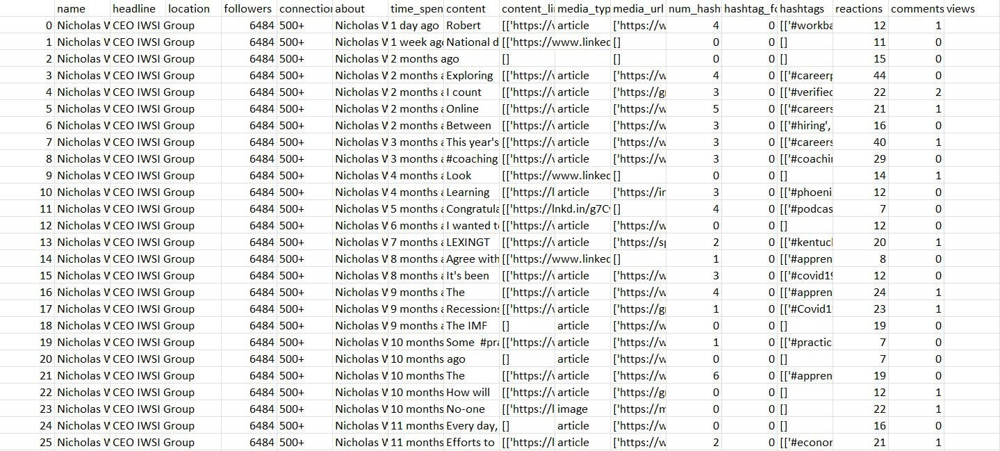 name headline location followers connection about time_spen content content_li media_typ media_url num_hash hashtag_fo hashtags reactions comments views
0 Nicholas W CEO IWSI Group 6484 500+ Nicholas W 1 day ago Robert [['https://w article ['https://w 4 0 [['#workba 12 1
1 Nicholas W CEO IWSI Group 6484 500+ Nicholas W 1 week ago National d [['https://www.linked [] 0 0 [] 11 0
2 Nicholas W CEO IWSI Group 6484 500+ Nicholas W 2 months ago [] [] 0 0 [] 15 0
3 Nicholas W CEO IWSI Group 6484 500+ Nicholas W 2 months a Exploring [['https://w article ['https://w 4 0 [['#careerp 44 0
4 Nicholas W CEO IWSI Group 6484 500+ Nicholas W 2 months a I count [['https://w article ['https://g 3 0 [['#verified 22 2
5 Nicholas W CEO IWSI Group 6484 500+ Nicholas W 2 months a Online [['https://w article ['https://w 5 0 [['#careers 21 1
6 Nicholas W CEO IWSI Group 6484 500+ Nicholas W 2 months a Between [['https://w article ['https://w 3 0 [['#hiring', 16 0
7 Nicholas W CEO IWSI Group 6484 500+ Nicholas W 3 months a This year's [['https://w article ['https://w 3 0 [['#careers 40 1
8 Nicholas W CEO IWSI Group 6484 500+ Nicholas W 3 months a #coaching [['https://w article ['https://w 3 0 [['#coachin 29 0
9 Nicholas W CEO IWSI Group 6484 500+ Nicholas W 4 months a Look [['https://www.linked [] 0 0 [] 14 1
10 Nicholas W CEO IWSI Group 6484 500+ Nicholas W 4 months a Learning [['https://l article ['https://in 3 0 [['#phoeni 12 0
11 Nicholas W CEO IWSI Group 6484 500+ Nicholas W 5 months a Congratula [['https://lnkd.in/g7C [] 4 0 [['#podcas 7 0
12 Nicholas W CEO IWSI Group 6484 500+ Nicholas W 6 months a I wanted t [['https://w article ['https://w 0 0 [] 12 0
13 Nicholas W CEO IWSI Group 6484 500+ Nicholas W 7 months a LEXINGT [['https://w article ['https://sp 2 0 [['#kentuc 20 1
14 Nicholas W CEO IWSI Group 6484 500+ Nicholas W 8 months a Agree with [['https://www.linked [] 1 0 [['#appren 8 0
15 Nicholas W CEO IWSI Group 6484 500+ Nicholas W 8 months a It's been [['https://w article ['https://w 3 0 [['#covid19 12 0
16 Nicholas W CEO IWSI Group 6484 500+ Nicholas W 9 months a The [['https://w article ['https://w 4 0 [['#appren 24 1
17 Nicholas W CEO IWSI Group 6484 500+ Nicholas W 9 months a Recessions [['https://w article ['https://g 1 0 [['#Covid1 23 1
18 Nicholas W CEO IWSI Group 6484 500+ Nicholas W 9 months a The IMF [] article ['https://w 0 0 [] 19 0
19 Nicholas W CEO IWSI Group 6484 500+ Nicholas W 10 months Some #pra [['https://w article ['https://w 1 0 [['#practic 7 0
20 Nicholas W CEO IWSI Group 6484 500+ Nicholas W 10 months ago [] article ['https://w 0 0 [] 7 0
21 Nicholas W CEO IWSI Group 6484 500+ Nicholas W 10 months The [['https://w article ['https://w 6 0 [['#appren 19 0
22 Nicholas W CEO IWSI Group 6484 500+ Nicholas W 10 months How will [['https://w article ['https://g 0 0 [] 12 1
23 Nicholas W CEO IWSI Group 6484 500+ Nicholas W 10 months No-one [['https://l image ['https://m 0 0 [] 22 1
24 Nicholas W CEO IWSI Group 6484 500+ Nicholas W 11 months Every day, [] article ['https://w 0 0 [] 16 0
25 Nicholas W CEO IWSI Group 6484 500+ Nicholas W 11 months Efforts to [['https://l article ['https://w 2 0 [['#econor 21 1